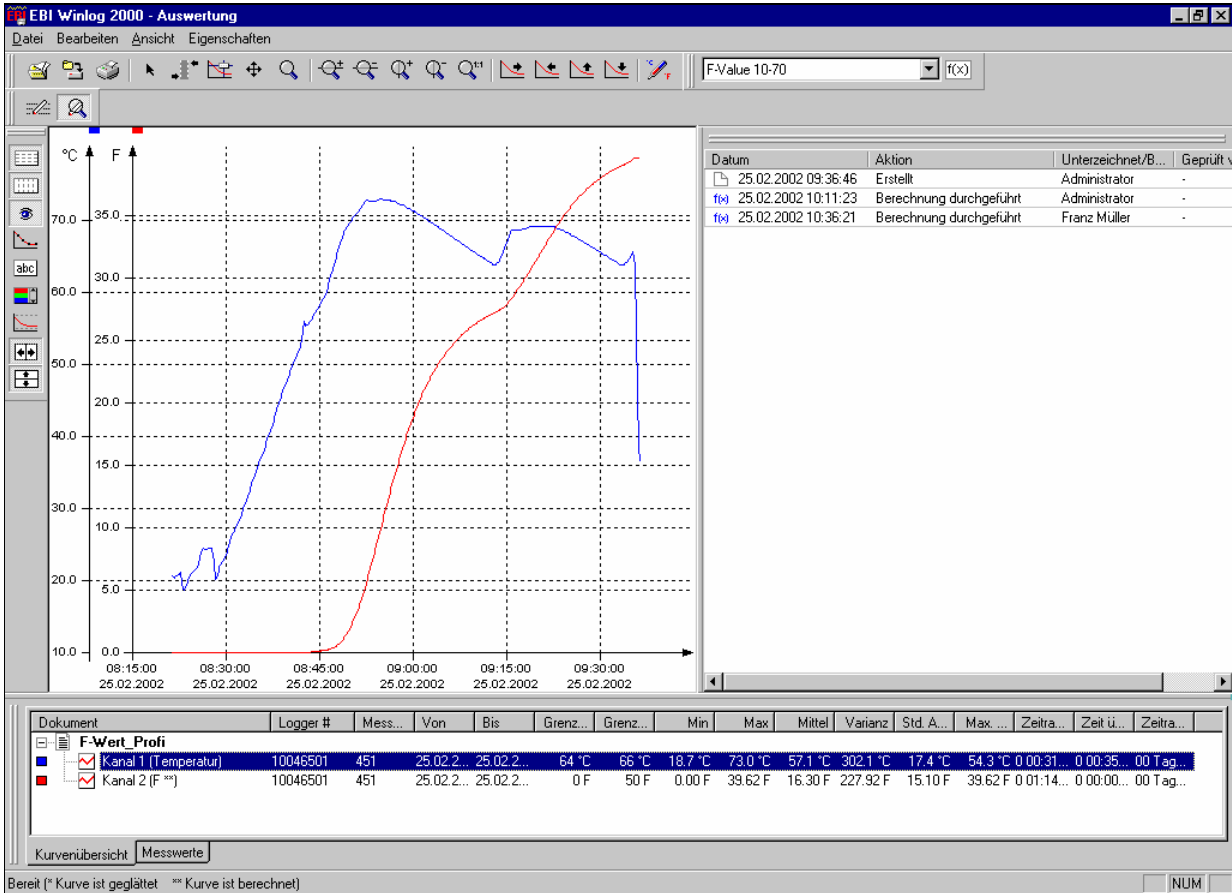 EBI EBI Winlog 2000 - Auswertung
Datei Bearbeiten Ansicht Eigenschaften
F-Value 10-70 f(x)
abc
°C F
70.0 35.0
30.0
60.0
25.0
50.0
20.0
40.0
15.0
30.0
10.0
20.0
5.0
10.0 0.0
08:15:00 08:30:00 08:45:00 09:00:00 09:15:00 09:30:00
25.02.2002 25.02.2002 25.02.2002 25.02.2002 25.02.2002 25.02.2002
Datum Aktion Unterzeichnet/B... Geprüft v
25.02.2002 09:36:46 Erstellt Administrator -
f(x) 25.02.2002 10:11:23 Berechnung durchgeführt Administrator -
f(x) 25.02.2002 10:36:21 Berechnung durchgeführt Franz Müller -
Dokument Logger # Mess... Von Bis Grenz... Grenz... Min Max Mittel Varianz Std. A... Max. ... Zeitra... Zeit ü... Zeitra...
F-Wert_Profi
Kanal 1 (Temperatur) 10046501 451 25.02.2... 25.02.2... 64 °C 66 °C 18.7 °C 73.0 °C 57.1 °C 302.1 °C 17.4 °C 54.3 °C 0 00:31... 0 00:35... 00 Tag...
Kanal 2 (F **) 10046501 451 25.02.2... 25.02.2... 0 F 50 F 0.00 F 39.62 F 16.30 F 227.92 F 15.10 F 39.62 F 0 01:14... 0 00:00... 00 Tag...
Kurvenübersicht Messwerte
Bereit (* Kurve ist geglättet ** Kurve ist berechnet) NUM